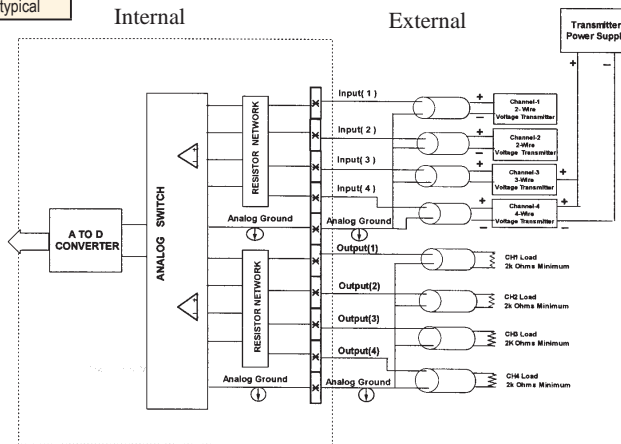 typical
Internal
External
Transmitter
Power Suppl
+
–
Input( 1 )
Input( 2 )
Input( 3 )
Input( 4 )
Analog Ground
Analog Ground
RESISTOR NETWORK
ANALOG SWITCH
A TO D
CONVERTER
+
–
Channel-1
2- Wire
Voltage Transmitter
+
–
Channel-2
2-Wire
Voltage Transmitter
+
Channel-3
3-Wire
Voltage Transmitter
+
+
–
Channel-4
4-Wire
Voltage Transmitter
+
–
Output(1)
Output(2)
Output(3)
Output(4)
RESISTOR NETWORK
Analog Ground
Analog Ground
CH1 Load
2k Ohms Minimum
CH2 Load
2k Ohms Minimum
CH3 Load
2K Ohms Minimum
CH4 Load
2k Ohms Minimum